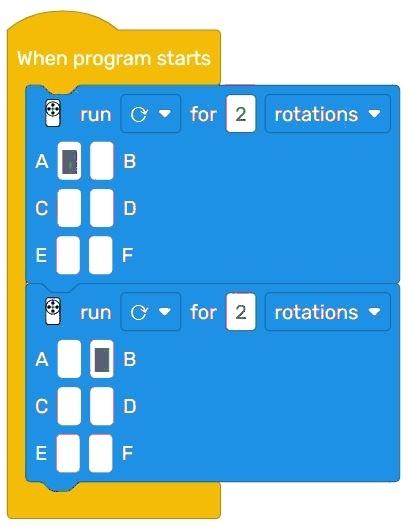 When program starts
run for 2 rotations
A B
C D
E F
run for 2 rotations
A B
C D
E F